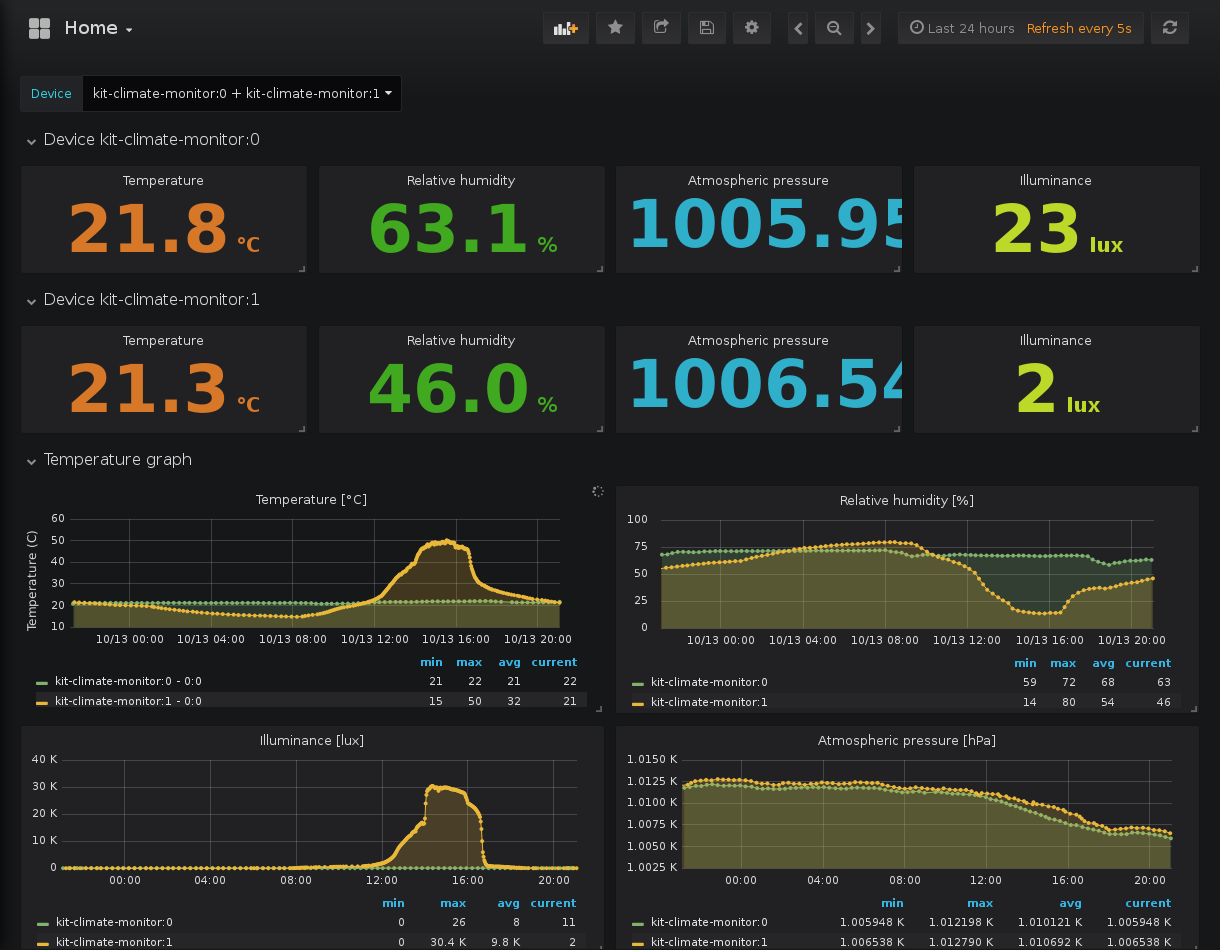 Home
Last 24 hours Refresh every 5s
Device kit-climate-monitor:0 + kit-climate-monitor:1
Device kit-climate-monitor:0
Temperature Relative humidity Atmospheric pressure Illuminance
21.8 °C 63.1 % 1005.95 23 lux
Device kit-climate-monitor:1
Temperature Relative humidity Atmospheric pressure Illuminance
21.3 °C 46.0 % 1006.54 2 lux
Temperature graph
Temperature [°C]
Temperature (C)
60
50
40
30
20
10
10/13 00:00 10/13 04:00 10/13 08:00 10/13 12:00 10/13 16:00 10/13 20:00
min max avg current
kit-climate-monitor:0 - 0:0 21 22 21 22
kit-climate-monitor:1 - 0:0 15 50 32 21
Relative humidity [%]
100
75
50
25
0
10/13 00:00 10/13 04:00 10/13 08:00 10/13 12:00 10/13 16:00 10/13 20:00
min max avg current
kit-climate-monitor:0 59 72 68 63
kit-climate-monitor:1 14 80 54 46
Illuminance [lux]
40 K
30 K
20 K
10 K
0
00:00 04:00 08:00 12:00 16:00 20:00
min max avg current
kit-climate-monitor:0 0 26 8 11
kit-climate-monitor:1 0 30.4 K 9.8 K 2
Atmospheric pressure [hPa]
1.0150 K
1.0125 K
1.0100 K
1.0075 K
1.0050 K
1.0025 K
00:00 04:00 08:00 12:00 16:00 20:00
min max avg current
kit-climate-monitor:0 1.005948 K 1.012198 K 1.010121 K 1.005948 K
kit-climate-monitor:1 1.006538 K 1.012790 K 1.010692 K 1.006538 K